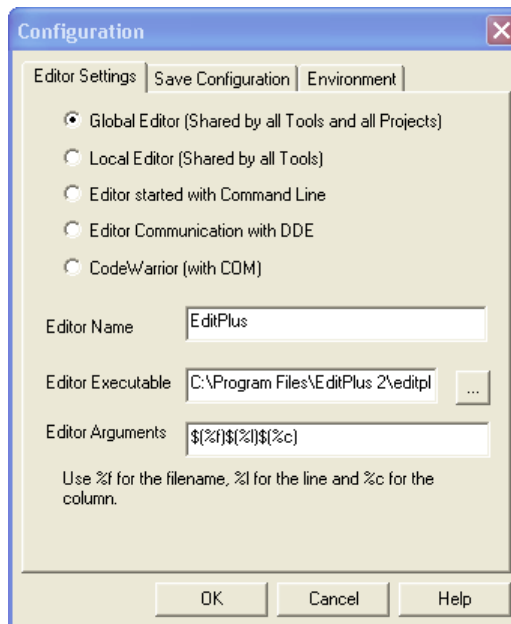 Configuration
Editor Settings Save Configuration Environment
Global Editor (Shared by all Tools and all Projects)
Local Editor (Shared by all Tools)
Editor started with Command Line
Editor Communication with DDE
CodeWarrior (with COM)
Editor Name EditPlus
Editor Executable C:\Program Files\EditPlus 2\editpl ...
Editor Arguments $(%f)$(%l)$(%c)
Use %f for the filename, %l for the line and %c for the
column.
OK Cancel Help